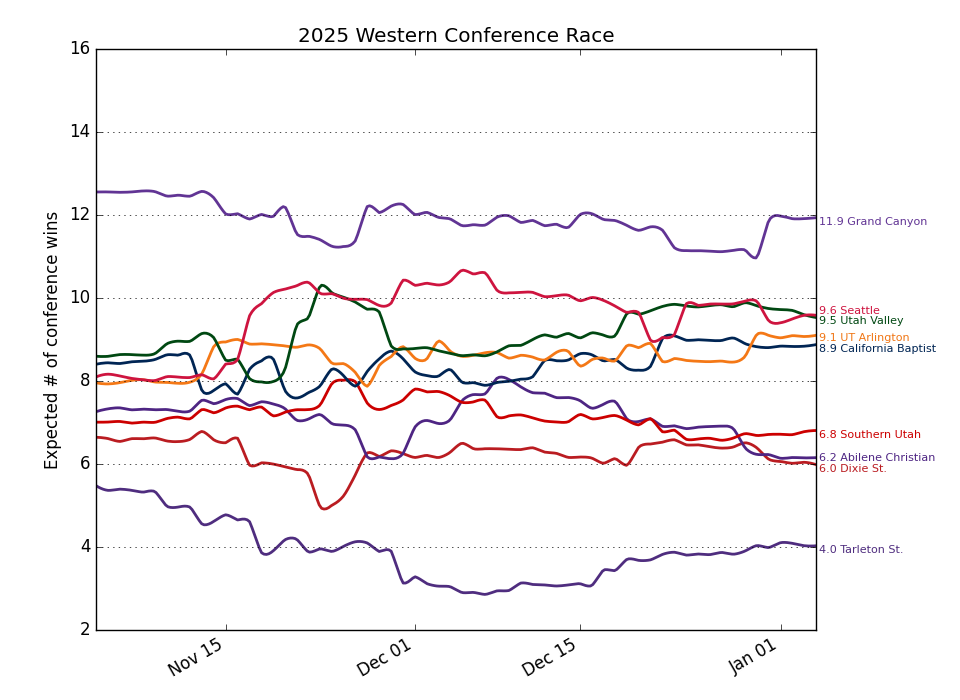 2025 Western Conference Race
Expected # of conference wins
16
14
12
10
8
6
4
2
Nov 15
Dec 01
Dec 15
Jan 01
11.9 Grand Canyon
9.6 Seattle
9.5 Utah Valley
9.1 UT Arlington
8.9 California Baptist
6.8 Southern Utah
6.2 Abilene Christian
6.0 Dixie St.
4.0 Tarleton St.